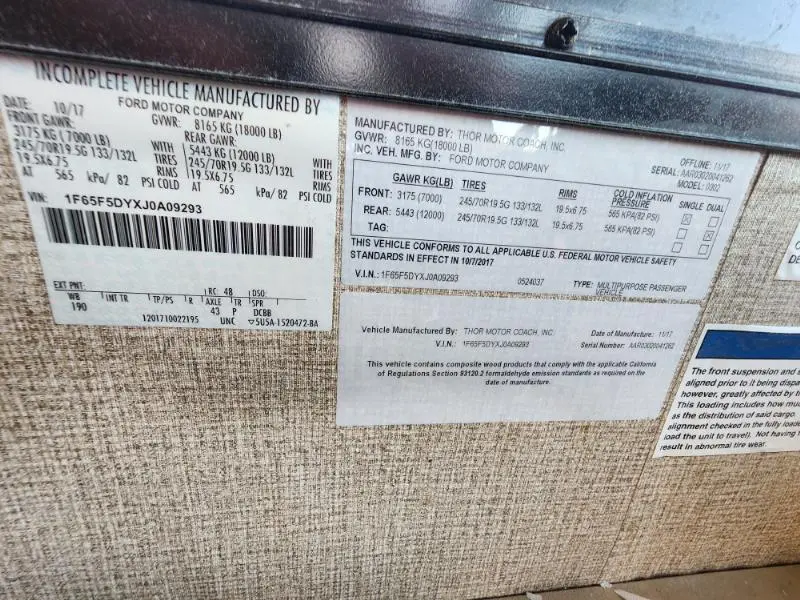 INCOMPLETE VEHICLE MANUFACTURED BY
FORD MOTOR COMPANY
DATE: 10/17
GVWR: 8165 KG (18000 LB)
FRONT GAWR:
REAR GAWR:
3175 KG (7000 LB) WITH
5443 KG (12000 LB) WITH
245/70R19.5G 133/132L TIRES
245/70R19.5G 133/132L TIRES
19.5X6.75 RIMS
19.5X6.75 RIMS
AT 565 kPa/ 82 PSI COLD
AT 565 kPa/ 82 PSI COLD
VIN: 1F65F5DYXJ0A09293
EXT PNT: RC: 48 DSO:
WB INT TR TP/PS R AXLE TR SPR
190 43 P DCBB
1201710022195 UNC 5U5A-1520472-BA
MANUFACTURED BY: THOR MOTOR COACH, INC.
OFFLINE: 11/17
GVWR: 8165 KG(18000 LB)
SERIAL: AAR03020041262
INC. VEH. MFG. BY: FORD MOTOR COMPANY
MODEL: 0302
GAWR KG(LB) TIRES RIMS COLD INFLATION PRESSURE SINGLE DUAL
FRONT: 3175 (7000) 245/70R19.5G 133/132L 19.5x6.75 565 KPA(82 PSI)
REAR: 5443 (12000) 245/70R19.5G 133/132L 19.5x6.75 565 KPA(82 PSI)
TAG:
THIS VEHICLE CONFORMS TO ALL APPLICABLE U.S. FEDERAL MOTOR VEHICLE SAFETY
STANDARDS IN EFFECT IN 10/7/2017
V.I.N.: 1F65F5DYXJ0A09293 0524037 TYPE: MULTIPURPOSE PASSENGER
VEHICLE
Vehicle Manufactured By: THOR MOTOR COACH, INC. Date of Manufacture: 11/17
V.I.N.: 1F65F5DYXJ0A09293 Serial Number: AAR03020041262
This vehicle contains composite wood products that comply with the applicable California
of Regulations Section 93120.2 formaldehyde emission standards as required on the
date of manufacture.
The front suspension and
aligned prior to it being
however, greatly affected by
This loading includes how
as the distribution of said cargo.
alignment checked in the fully
load the unit to travel). Not having
result in abnormal tire wear.